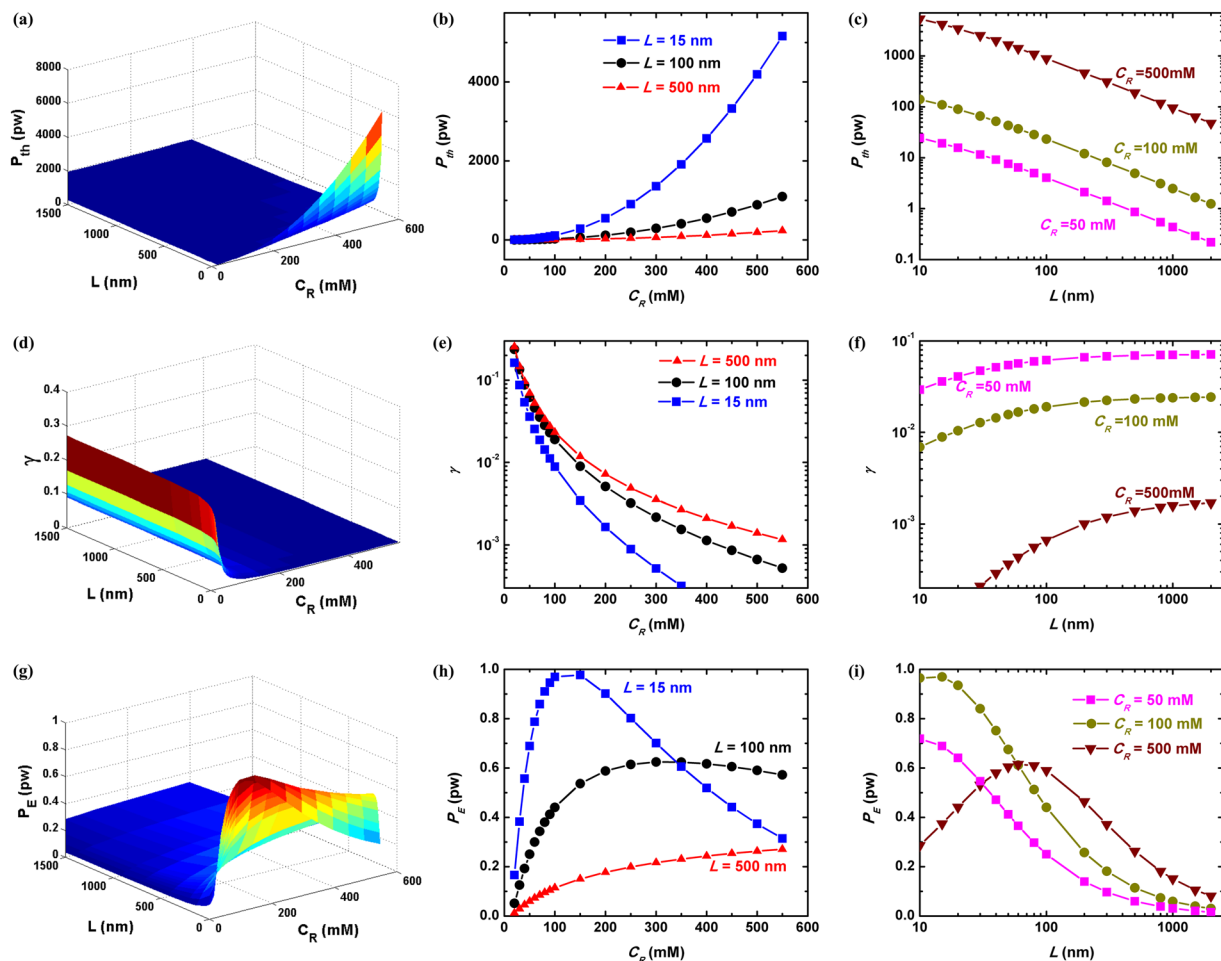 (a)
8000
6000
4000
2000
0
P_th (pw)
1500
1000
500
0
L (nm)
0
200
400
600
C_R (mM)
(b)
4000
2000
0
P_th (pw)
L = 15 nm
L = 100 nm
L = 500 nm
0 100 200 300 400 500 600
C_R (mM)
(c)
1000
100
10
1
0.1
P_th (pw)
C_R =500mM
C_R =100 mM
C_R =50 mM
10 100 1000
L (nm)
(d)
0.4
0.3
0.2
0.1
0
γ
1500
1000
500
0
L (nm)
0
200
400
C_R (mM)
(e)
10^-1
10^-2
10^-3
γ
L = 500 nm
L = 100 nm
L = 15 nm
0 100 200 300 400 500 600
C_R (mM)
(f)
10^-1
10^-2
10^-3
γ
C_R =50 mM
C_R =100 mM
C_R =500mM
10 100 1000
L (nm)
(g)
1
0.8
0.6
0.4
0.2
0
P_E (pw)
1500
1000
500
0
L (nm)
0
200
400
600
C_R (mM)
(h)
1.0
0.8
0.6
0.4
0.2
0.0
P_E (pw)
L = 15 nm
L = 100 nm
L = 500 nm
0 100 200 300 400 500 600
C_R (mM)
(i)
1.0
0.8
0.6
0.4
0.2
0.0
P_E (pw)
C_R = 50 mM
C_R = 100 mM
C_R = 500 mM
10 100 1000
L (nm)